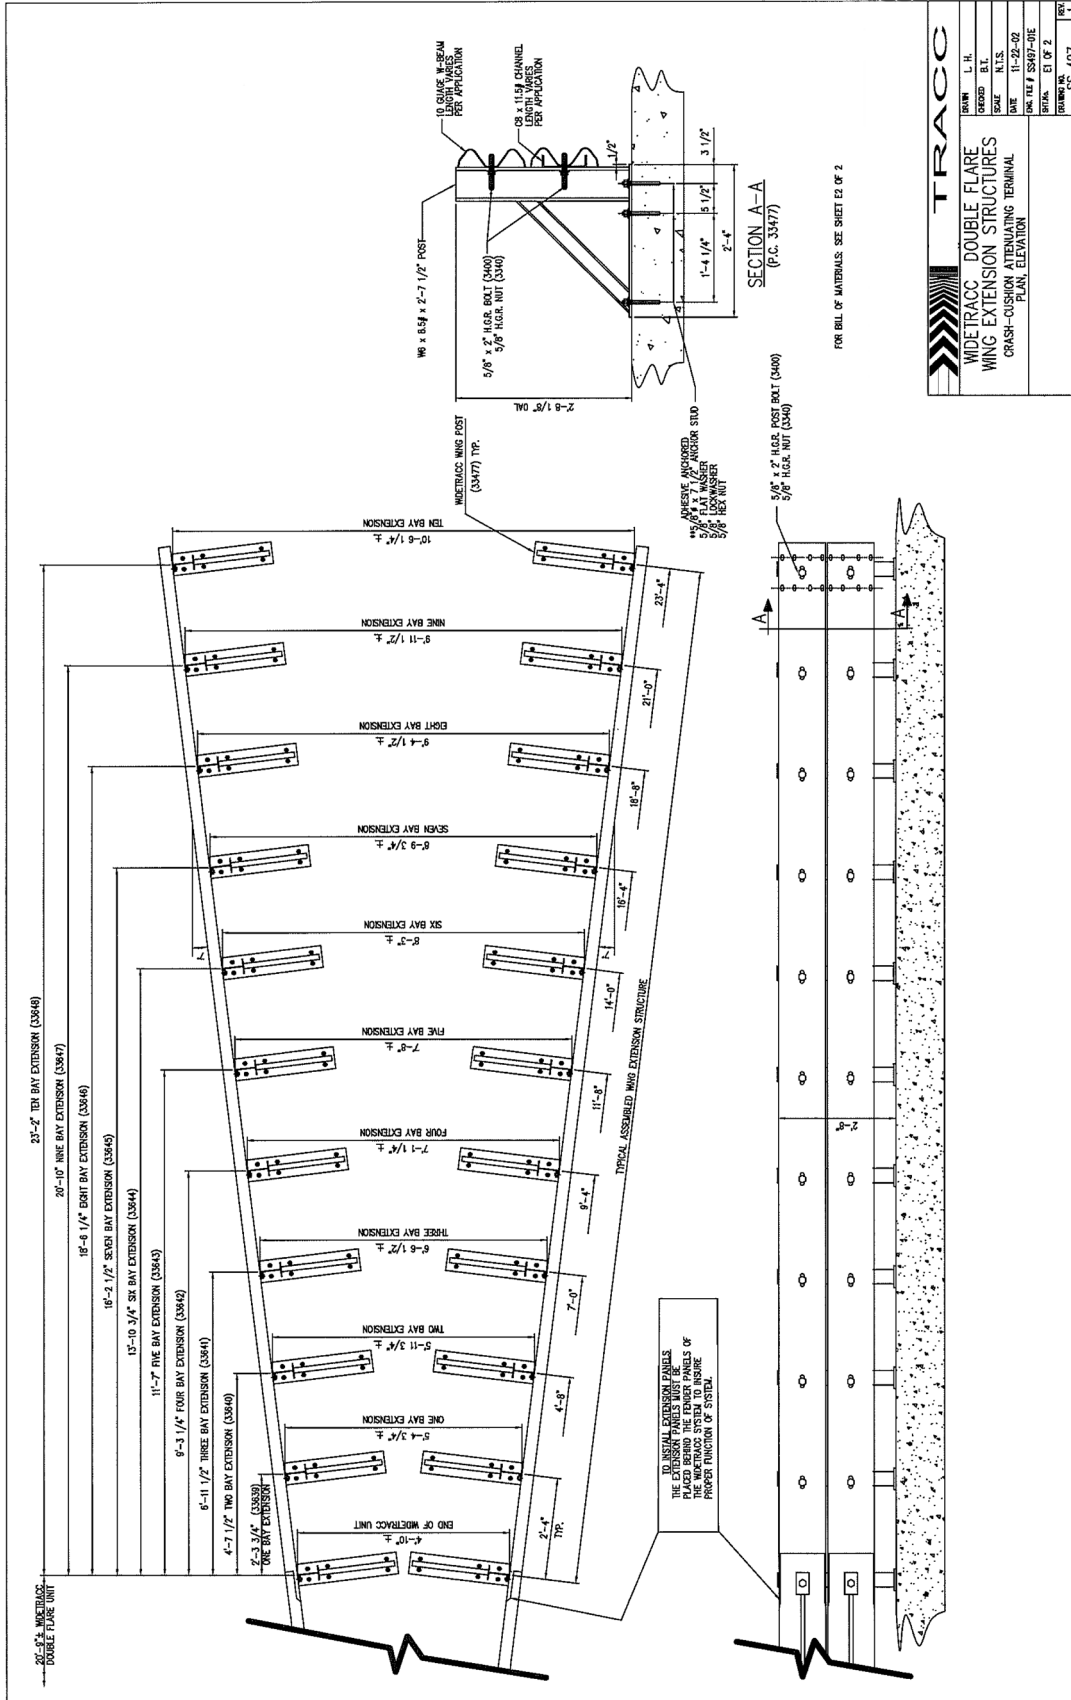 20'-9"± WIDETRACC
DOUBLE FLARE UNIT
23'-2" TEN BAY EXTENSION (33648)
20'-10" NINE BAY EXTENSION (33647)
18'-6 1/4" EIGHT BAY EXTENSION (33646)
16'-2 1/2" SEVEN BAY EXTENSION (33645)
13'-10 3/4" SIX BAY EXTENSION (33644)
11'-7" FIVE BAY EXTENSION (33643)
9'-3 1/4" FOUR BAY EXTENSION (33642)
6'-11 1/2" THREE BAY EXTENSION (33641)
4'-7 1/2" TWO BAY EXTENSION (33640)
2'-3 3/4" (33639)
ONE BAY EXTENSION
4'-10" ±
END OF WIDETRACC UNIT
5'-4 3/4" ±
ONE BAY EXTENSION
5'-11 3/4" ±
TWO BAY EXTENSION
6'-6 1/2" ±
THREE BAY EXTENSION
7'-1 1/4" ±
FOUR BAY EXTENSION
7'-8" ±
FIVE BAY EXTENSION
8'-3" ±
SIX BAY EXTENSION
8'-9 3/4" ±
SEVEN BAY EXTENSION
9'-4 1/2" ±
EIGHT BAY EXTENSION
9'-11 1/2" ±
NINE BAY EXTENSION
10'-6 1/4" ±
TEN BAY EXTENSION
2'-4"
TYP.
4'-8"
7'-0"
9'-4"
11'-8"
14'-0"
16'-4"
18'-8"
21'-0"
23'-4"
TYPICAL ASSEMBLED WING EXTENSION STRUCTURE
WIDETRACC WING POST
(33477) TYP.
TO INSTALL EXTENSION PANELS
THE EXTENSION PANELS MUST BE
PLACED BEHIND THE FENDER PANELS OF
THE WIDETRACC SYSTEM TO INSURE
PROPER FUNCTION OF SYSTEM.
2'-8"
A
A
5/8" x 2" H.G.R. POST BOLT (3400)
5/8" H.G.R. NUT (3340)
W6 x 8.5# x 2'-7 1/2" POST
10 GUAGE W-BEAM
LENGTH VARIES
PER APPLICATION
C8 x 11.5# CHANNEL
LENGTH VARIES
PER APPLICATION
5/8" x 2" H.G.R. BOLT (3400)
5/8" H.G.R. NUT (3340)
2'-8 1/8" OAL
1/2"
3 1/2"
5 1/2"
1'-4 1/4"
2'-4"
ADHESIVE ANCHORED
**5/8"ø x 7 1/2" ANCHOR STUD
5/8" FLAT WASHER
5/8" LOCKWASHER
5/8" HEX NUT
SECTION A-A
(P.C. 33477)
FOR BILL OF MATERIALS: SEE SHEET E2 OF 2
TRACC
WIDETRACC DOUBLE FLARE
WING EXTENSION STRUCTURES
CRASH-CUSHION ATTENUATING TERMINAL
PLAN, ELEVATION
DRAWN L.H.
CHECKED B.T.
SCALE N.T.S.
DATE 11-22-02
ENG. FILE # SS497-01E
SHT.No. E1 OF 2
DRAWING NO.
REV.